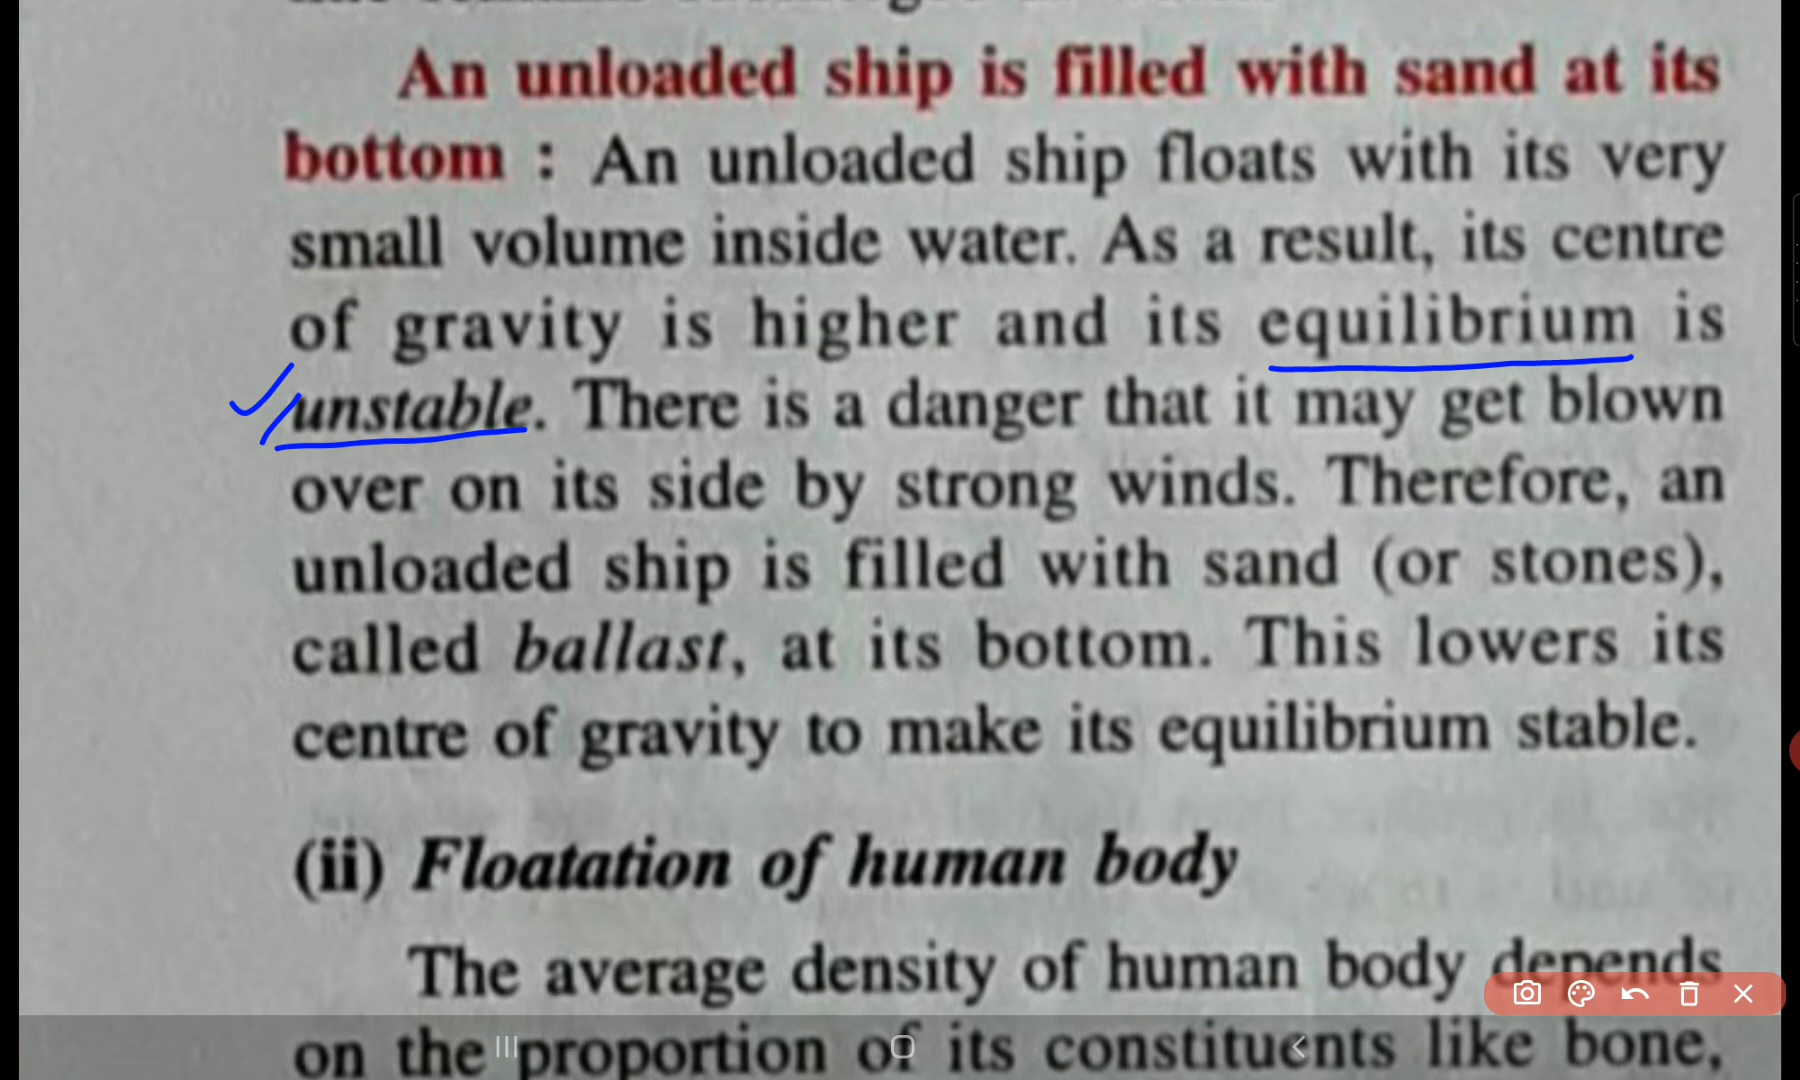 An unloaded ship is filled with sand at its
bottom : An unloaded ship floats with its very
small volume inside water. As a result, its centre
of gravity is higher and its equilibrium is
unstable. There is a danger that it may get blown
over on its side by strong winds. Therefore, an
unloaded ship is filled with sand (or stones),
called ballast, at its bottom. This lowers its
centre of gravity to make its equilibrium stable.
(ii) Floatation of human body
The average density of human body depends
on the proportion of its constituents like bone,